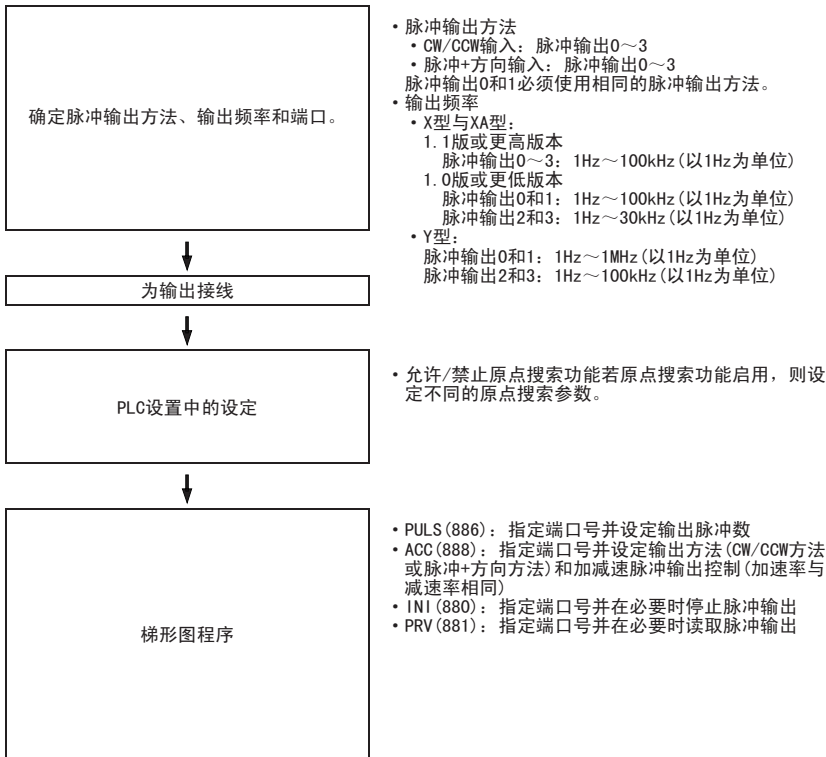 确定脉冲输出方法、输出频率和端口。
・脉冲输出方法
・CW/CCW输入：脉冲输出0～3
・脉冲+方向输入：脉冲输出0～3
脉冲输出0和1必须使用相同的脉冲输出方法。
・输出频率
・X型与XA型：
1.1版或更高版本
脉冲输出0～3：1Hz～100kHz(以1Hz为单位)
1.0版或更低版本
脉冲输出0和1：1Hz～100kHz(以1Hz为单位)
脉冲输出2和3：1Hz～30kHz(以1Hz为单位)
・Y型：
脉冲输出0和1：1Hz～1MHz(以1Hz为单位)
脉冲输出2和3：1Hz～100kHz(以1Hz为单位)
为输出接线
PLC设置中的设定
・允许/禁止原点搜索功能若原点搜索功能启用，则设
定不同的原点搜索参数。
梯形图程序
・PULS(886)：指定端口号并设定输出脉冲数
・ACC(888)：指定端口号并设定输出方法(CW/CCW方法
或脉冲+方向方法)和加减速脉冲输出控制(加速率与
减速率相同)
・INI(880)：指定端口号并在必要时停止脉冲输出
・PRV(881)：指定端口号并在必要时读取脉冲输出